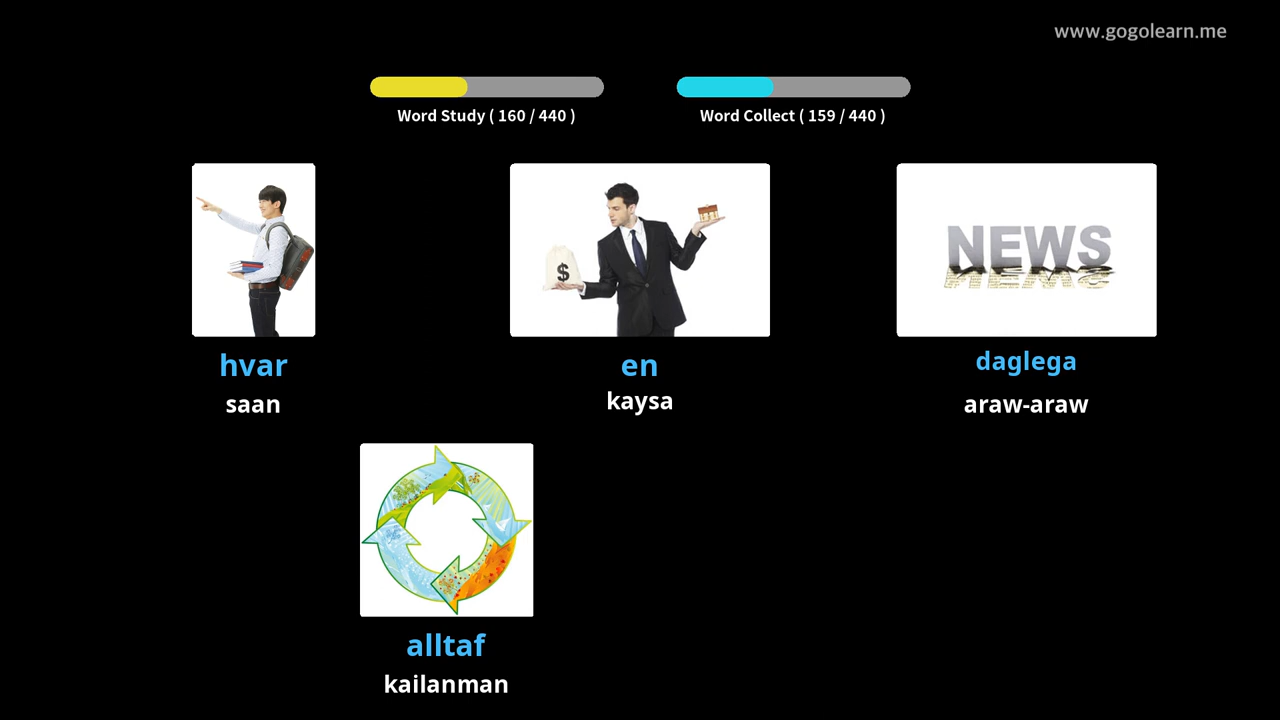 www.gogolearn.me
Word Study ( 160 / 440 )
Word Collect ( 159 / 440 )
$
NEWS
hvar
saan
en
kaysa
daglega
araw-araw
alltaf
kailanman